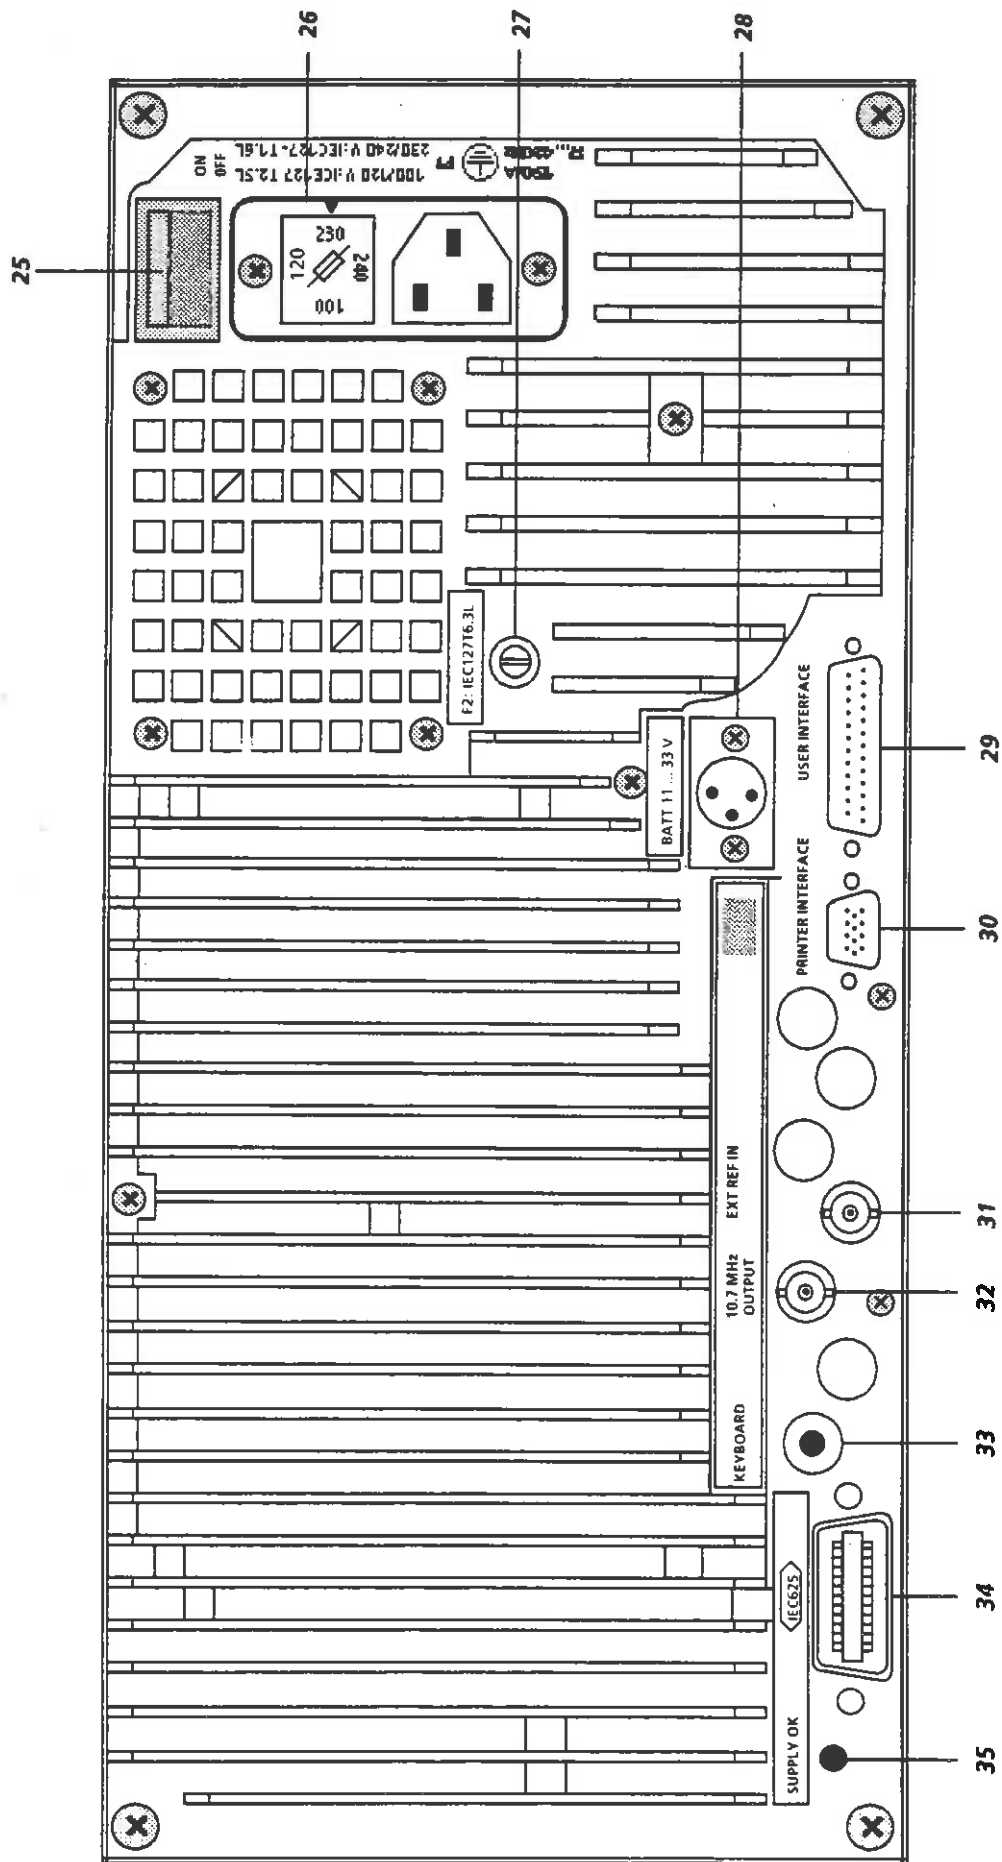 25
26
27
28
ON
OFF
100/120 V:ICE127 T2.5L
230/240 V:IEC127-T1.6L
F1
120
230
240
100
F2: IEC127T6.3L
BATT 11 ... 33 V
USER INTERFACE
PRINTER INTERFACE
EXT REF IN
10.7 MHz
OUTPUT
KEYBOARD
IEC625
SUPPLY OK
29
30
31
32
33
34
35